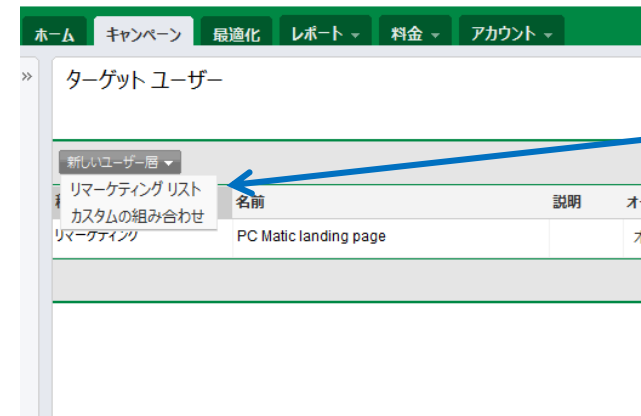 ホーム キャンペーン 最適化 レポート 料金 アカウント
»
ターゲット ユーザー
新しいユーザー層
リマーケティング リスト
カスタムの組み合わせ
名前 説明
リマーケティング PC Matic landing page